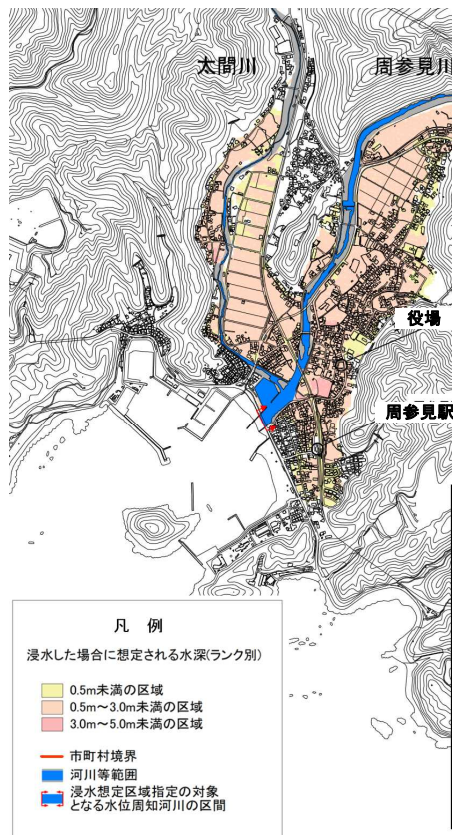 太間川
周参見川
役場
周参見駅
凡 例
浸水した場合に想定される水深(ランク別)
0.5m未満の区域
0.5m～3.0m未満の区域
3.0m～5.0m未満の区域
市町村境界
河川等範囲
浸水想定区域指定の対象
となる水位周知河川の区間